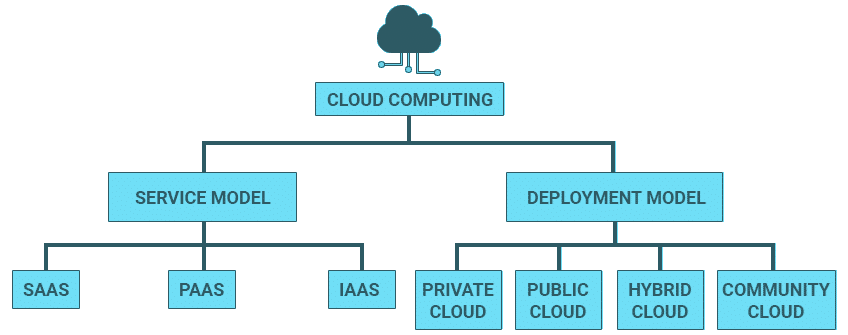 CLOUD COMPUTING
SERVICE MODEL
DEPLOYMENT MODEL
SAAS
PAAS
IAAS
PRIVATE
CLOUD
PUBLIC
CLOUD
HYBRID
CLOUD
COMMUNITY
CLOUD